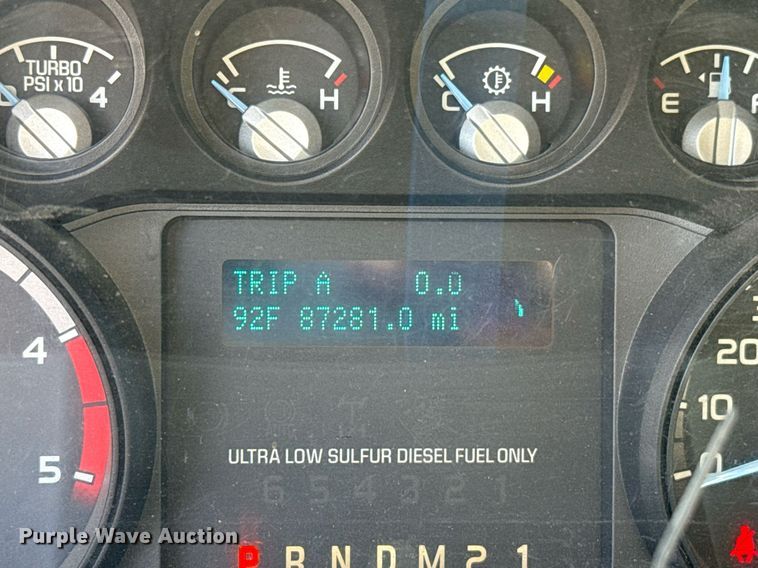 TURBO
PSI x 10
4
C H
C H
E
TRIP A 0.0
92F 87281.0 mi
4
5
20
10
0
ULTRA LOW SULFUR DIESEL FUEL ONLY
6 5 4 3 2 1
P R N D M 2 1
Purple Wave Auction